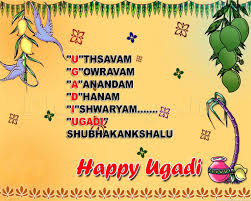 "U"THSAVAM
"G"OWRAVAM
"A"ANANDAM
"D"HANAM
"I"SHWARYAM.......
"UGADI"
SHUBHAKANKSHALU
Happy Ugadi